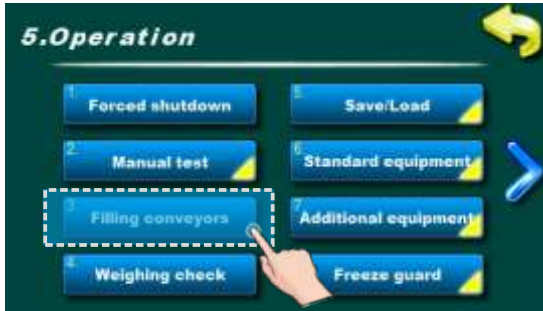 5.Operation
1. Forced shutdown
5. Save/Load
2. Manual test
6. Standard equipment
3. Filling conveyors
7. Additional equipment
4. Weighing check
Freeze guard